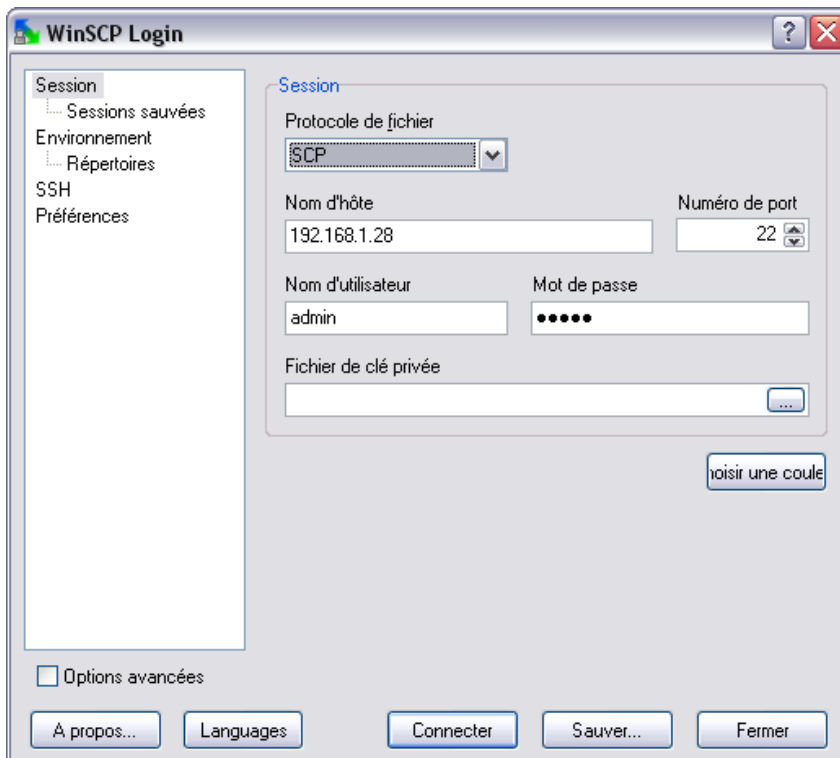 WinSCP Login
Session
Sessions sauvées
Environnement
Répertoires
SSH
Préférences
Session
Protocole de fichier
SCP
Nom d'hôte
Numéro de port
192.168.1.28
22
Nom d'utilisateur
Mot de passe
admin
●●●●●
Fichier de clé privée
...
hoisir une coule
Options avancées
A propos...
Languages
Connecter
Sauver...
Fermer